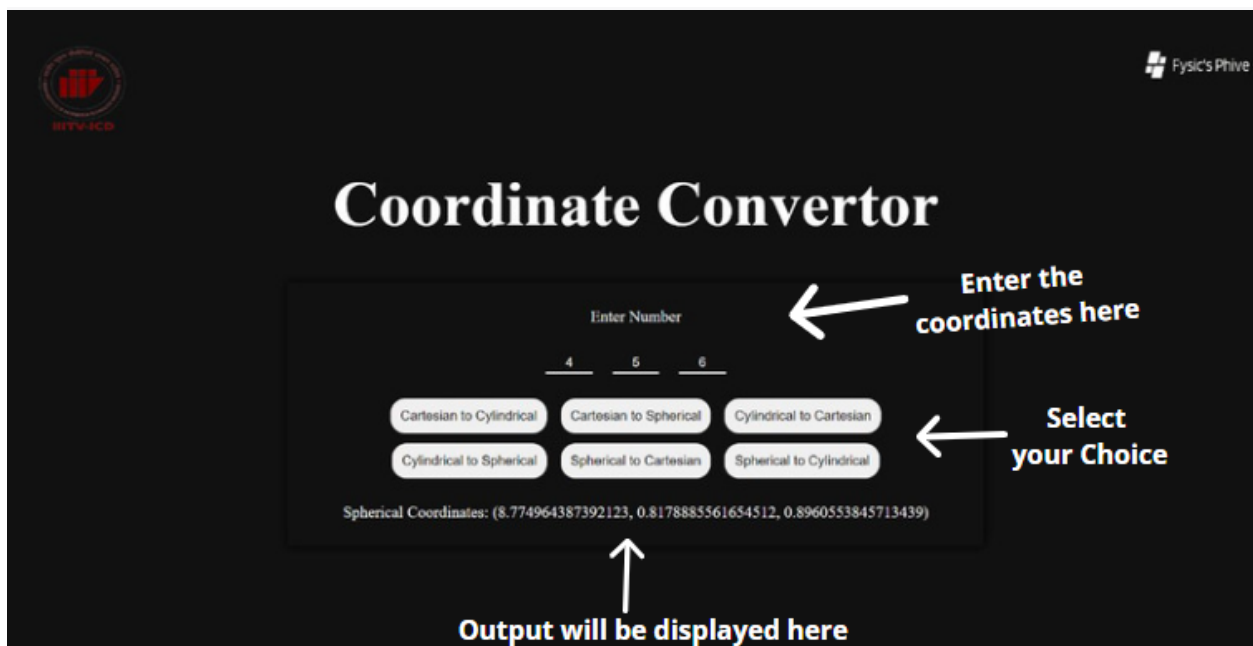 IIITV-ICD
Fysic's Phive
Coordinate Convertor
Enter the
coordinates here
Enter Number
4 5 6
Cartesian to Cylindrical Cartesian to Spherical Cylindrical to Cartesian
Cylindrical to Spherical Spherical to Cartesian Spherical to Cylindrical
Select
your Choice
Spherical Coordinates: (8.774964387392123, 0.8178885561654512, 0.8960553845713439)
Output will be displayed here